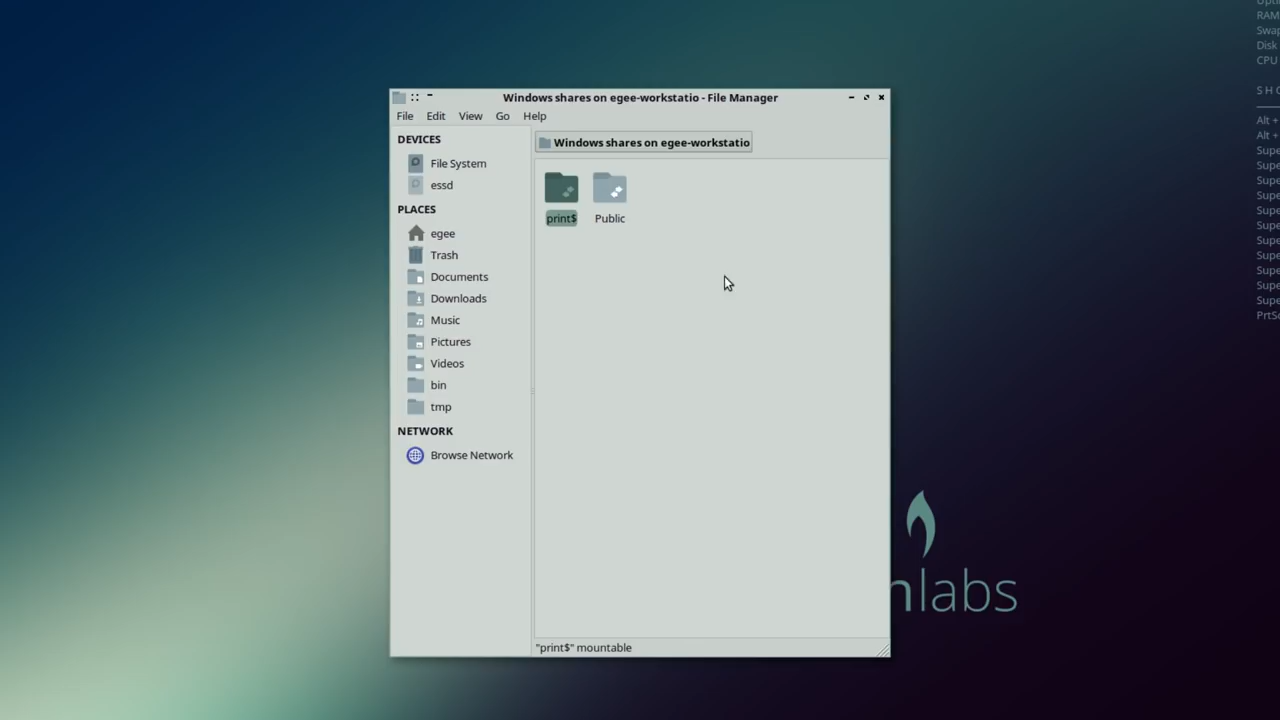 Windows shares on egee-workstatio - File Manager
File Edit View Go Help
DEVICES
File System
essd
PLACES
egee
Trash
Documents
Downloads
Music
Pictures
Videos
bin
tmp
NETWORK
Browse Network
Windows shares on egee-workstatio
print$ Public
"print$" mountable
RAM
Swap
Disk
CPU
S H O
Alt +
Alt +
Supe
Supe
Supe
Supe
Supe
Supe
Supe
Supe
Supe
Supe
Supe
PrtSc
nlabs